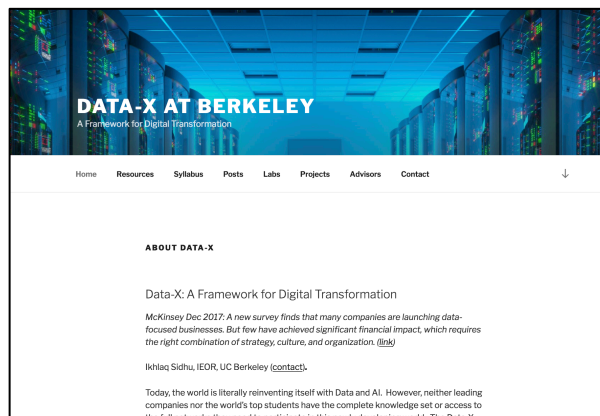 DATA-X AT BERKELEY
A Framework for Digital Transformation
Home Resources Syllabus Posts Labs Projects Advisors Contact
ABOUT DATA-X
Data-X: A Framework for Digital Transformation
McKinsey Dec 2017: A new survey finds that many companies are launching data-
focused businesses. But few have achieved significant financial impact, which requires
the right combination of strategy, culture, and organization. (link)
Ikhlaq Sidhu, IEOR, UC Berkeley (contact).
Today, the world is literally reinventing itself with Data and AI. However, neither leading
companies nor the world's top students have the complete knowledge set or access to